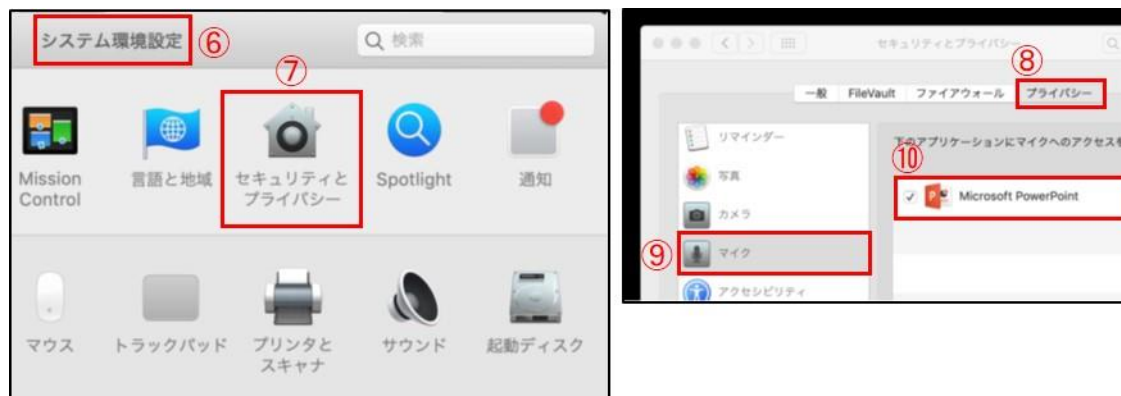 システム環境設定
⑥
検索
⑦
Mission
Control
言語と地域
セキュリティと
プライバシー
Spotlight
通知
マウス
トラックパッド
プリンタと
スキャナ
サウンド
起動ディスク
セキュリティとプライバシー
⑧
一般
FileVault
ファイアウォール
プライバシー
リマインダー
写真
カメラ
⑨
マイク
アクセシビリティ
下のアプリケーションにマイクへのアクセスを
⑩
Microsoft PowerPoint